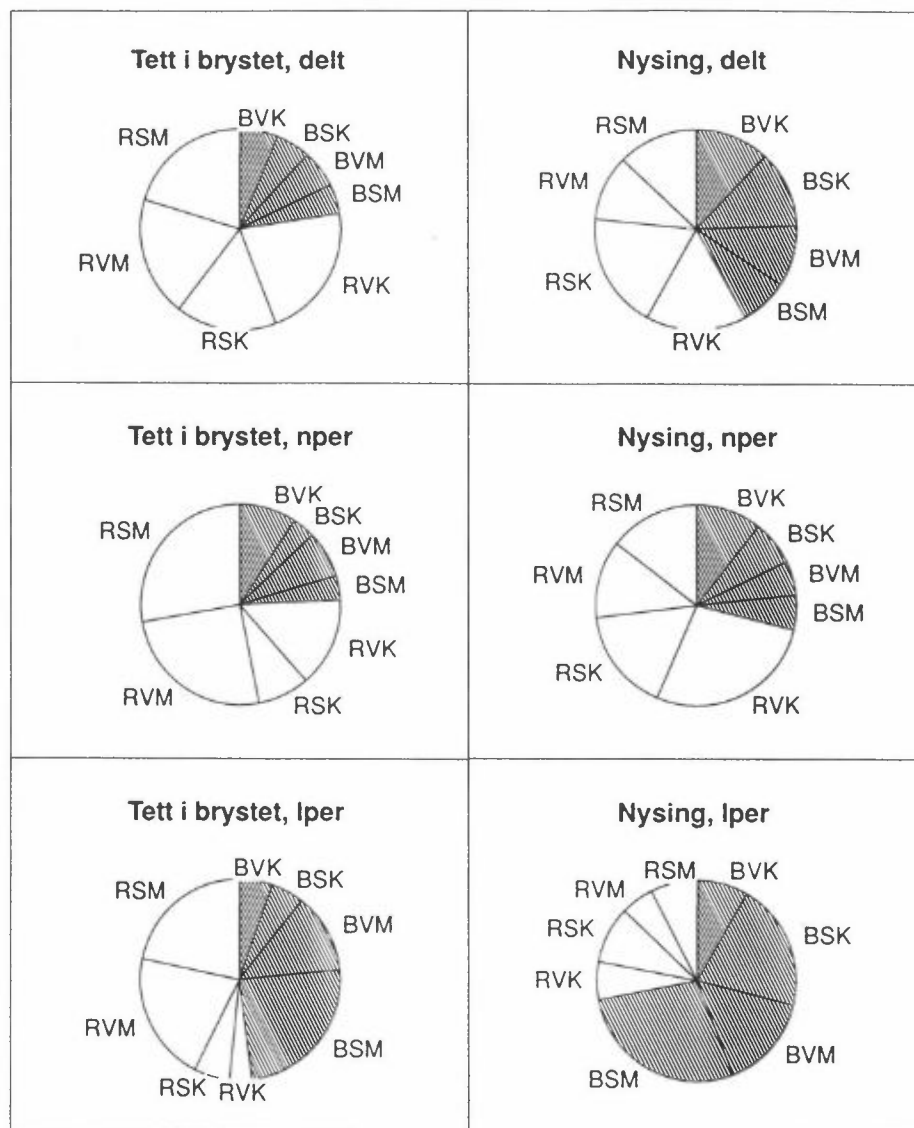 Tett i brystet, delt
BVK
BSK
BVM
BSM
RVK
RSK
RVM
RSM
Nysing, delt
BVK
BSK
BVM
BSM
RVK
RSK
RVM
RSM
Tett i brystet, nper
BVK
BSK
BVM
BSM
RVK
RSK
RVM
RSM
Nysing, nper
BVK
BSK
BVM
BSM
RVK
RSK
RVM
RSM
Tett i brystet, lper
BVK
BSK
BVM
BSM
RVK
RSK
RVM
RSM
Nysing, lper
BVK
BSK
BVM
BSM
RVK
RSK
RVM
RSM